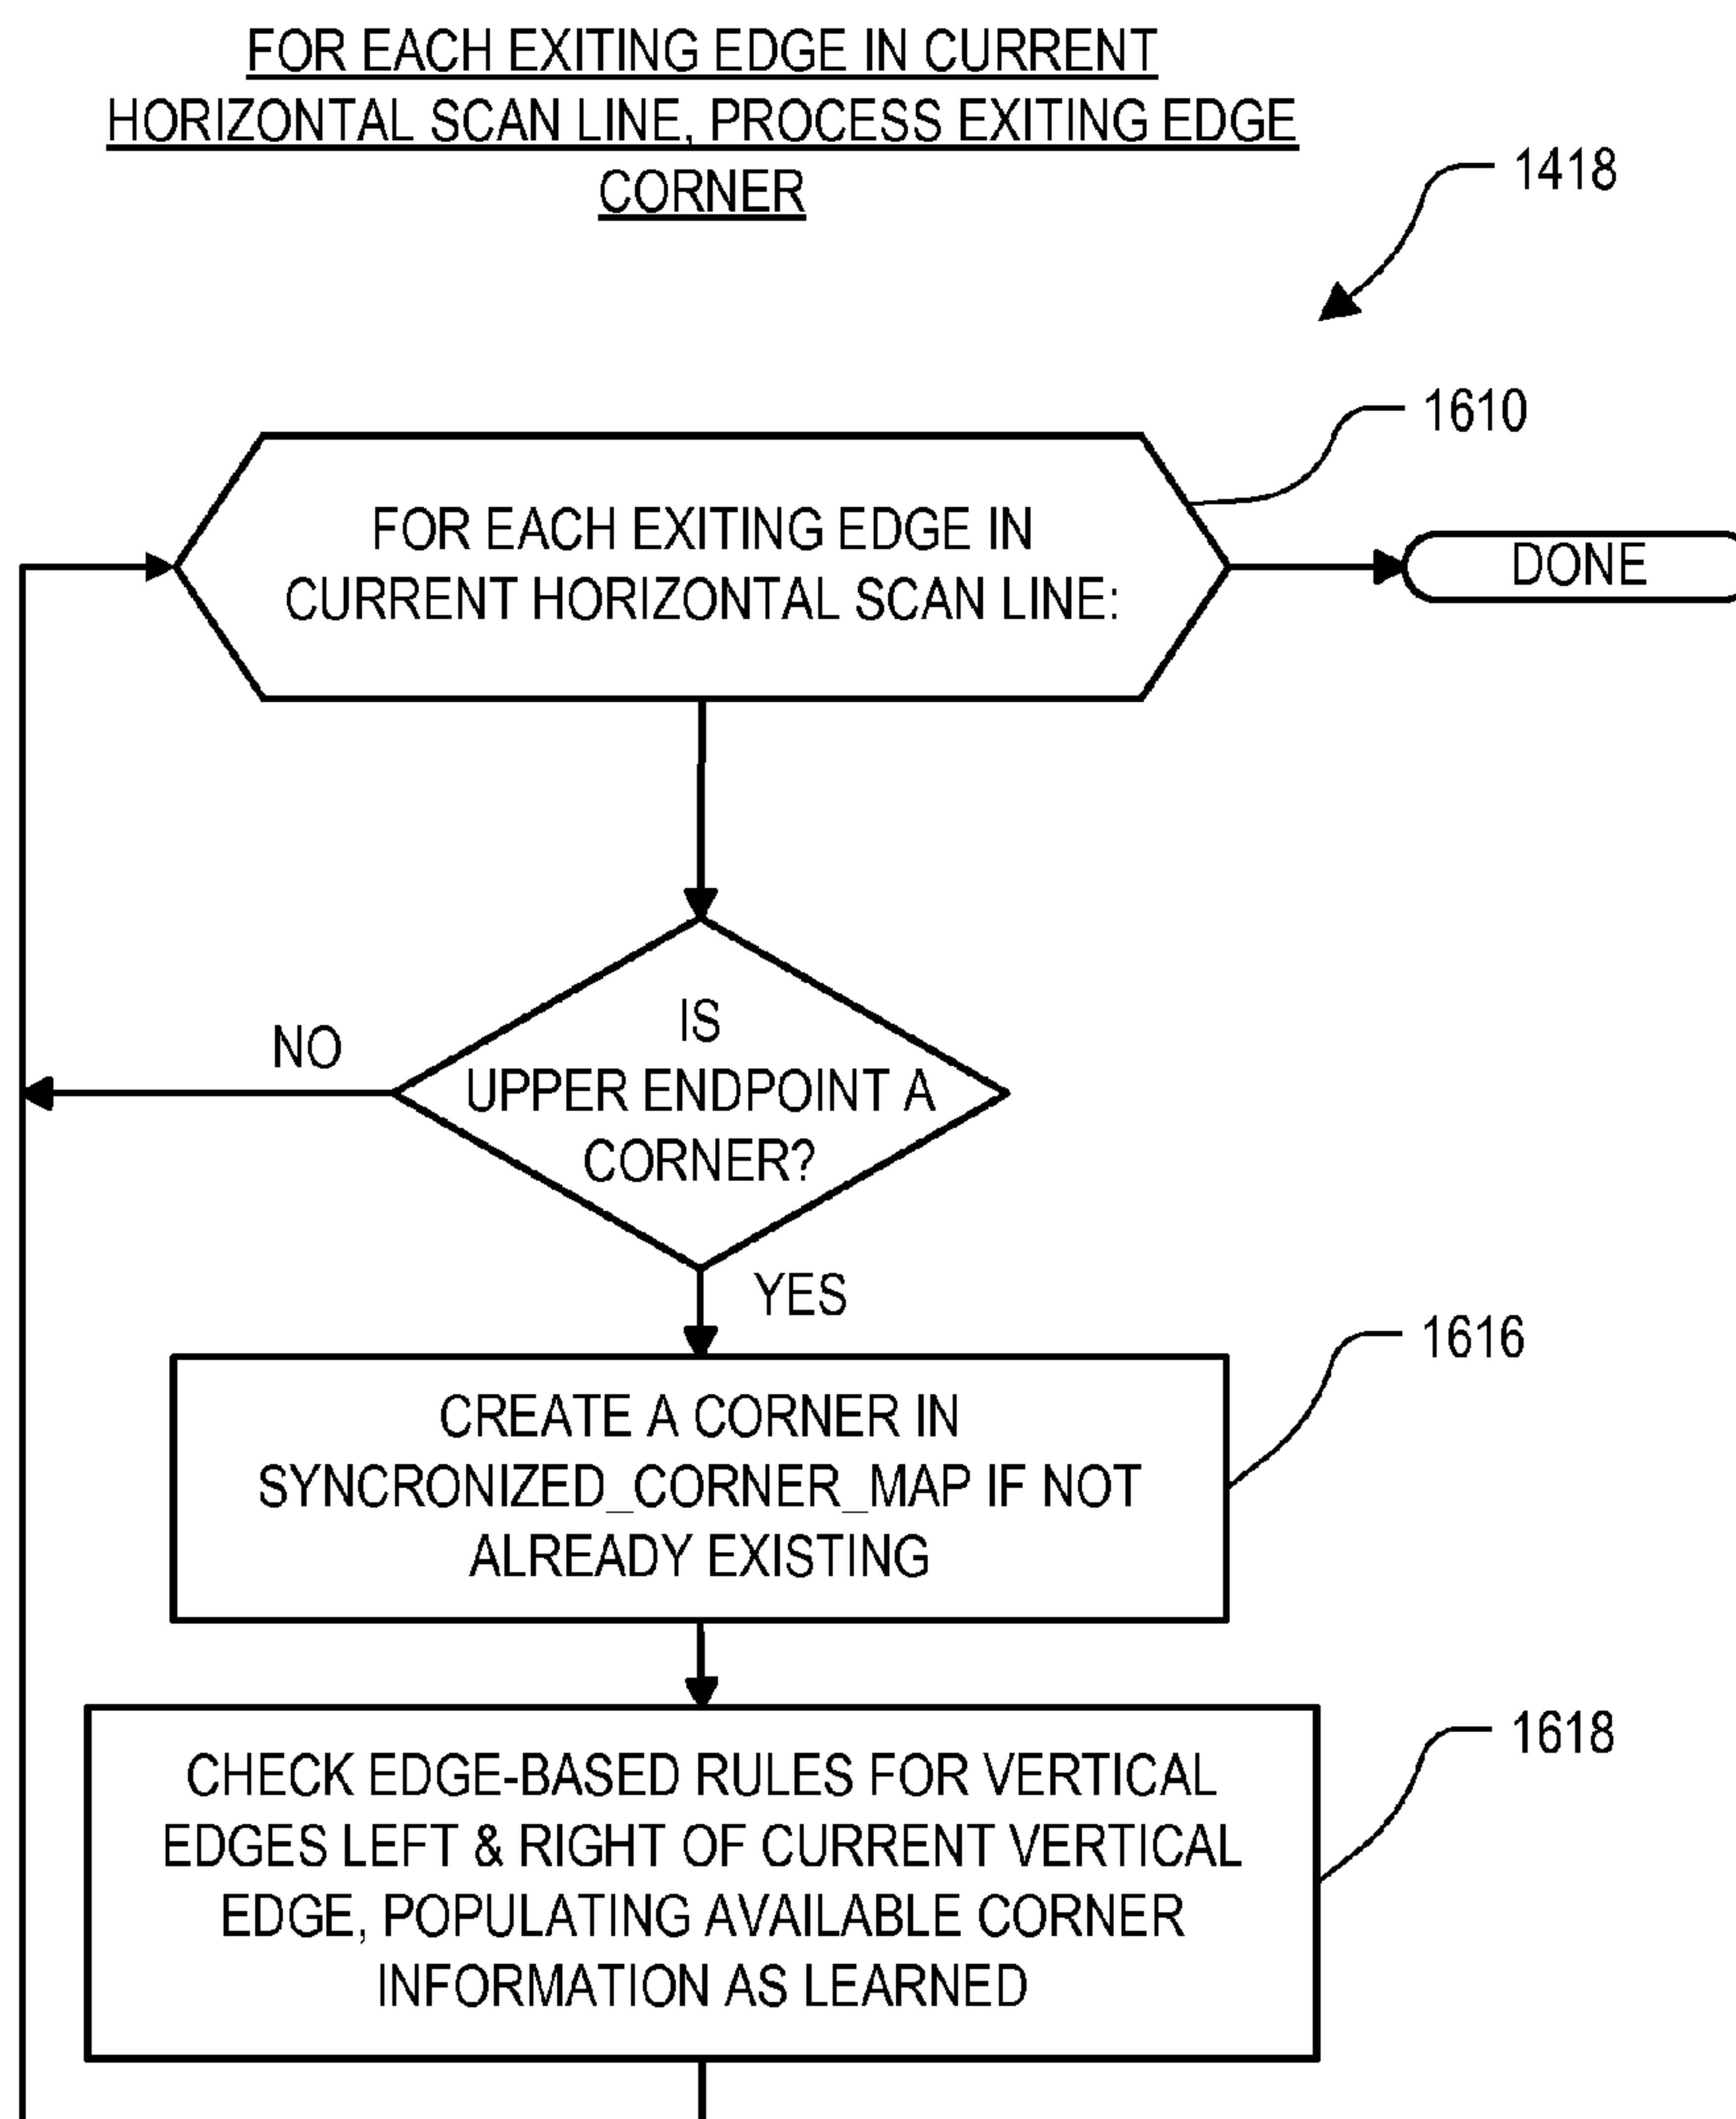 FOR EACH EXITING EDGE IN CURRENT
HORIZONTAL SCAN LINE, PROCESS EXITING EDGE
CORNER
1418
1610
FOR EACH EXITING EDGE IN
CURRENT HORIZONTAL SCAN LINE:
DONE
IS
UPPER ENDPOINT A
CORNER?
NO
YES
1616
CREATE A CORNER IN
SYNCRONIZED_CORNER_MAP IF NOT
ALREADY EXISTING
1618
CHECK EDGE-BASED RULES FOR VERTICAL
EDGES LEFT & RIGHT OF CURRENT VERTICAL
EDGE, POPULATING AVAILABLE CORNER
INFORMATION AS LEARNED